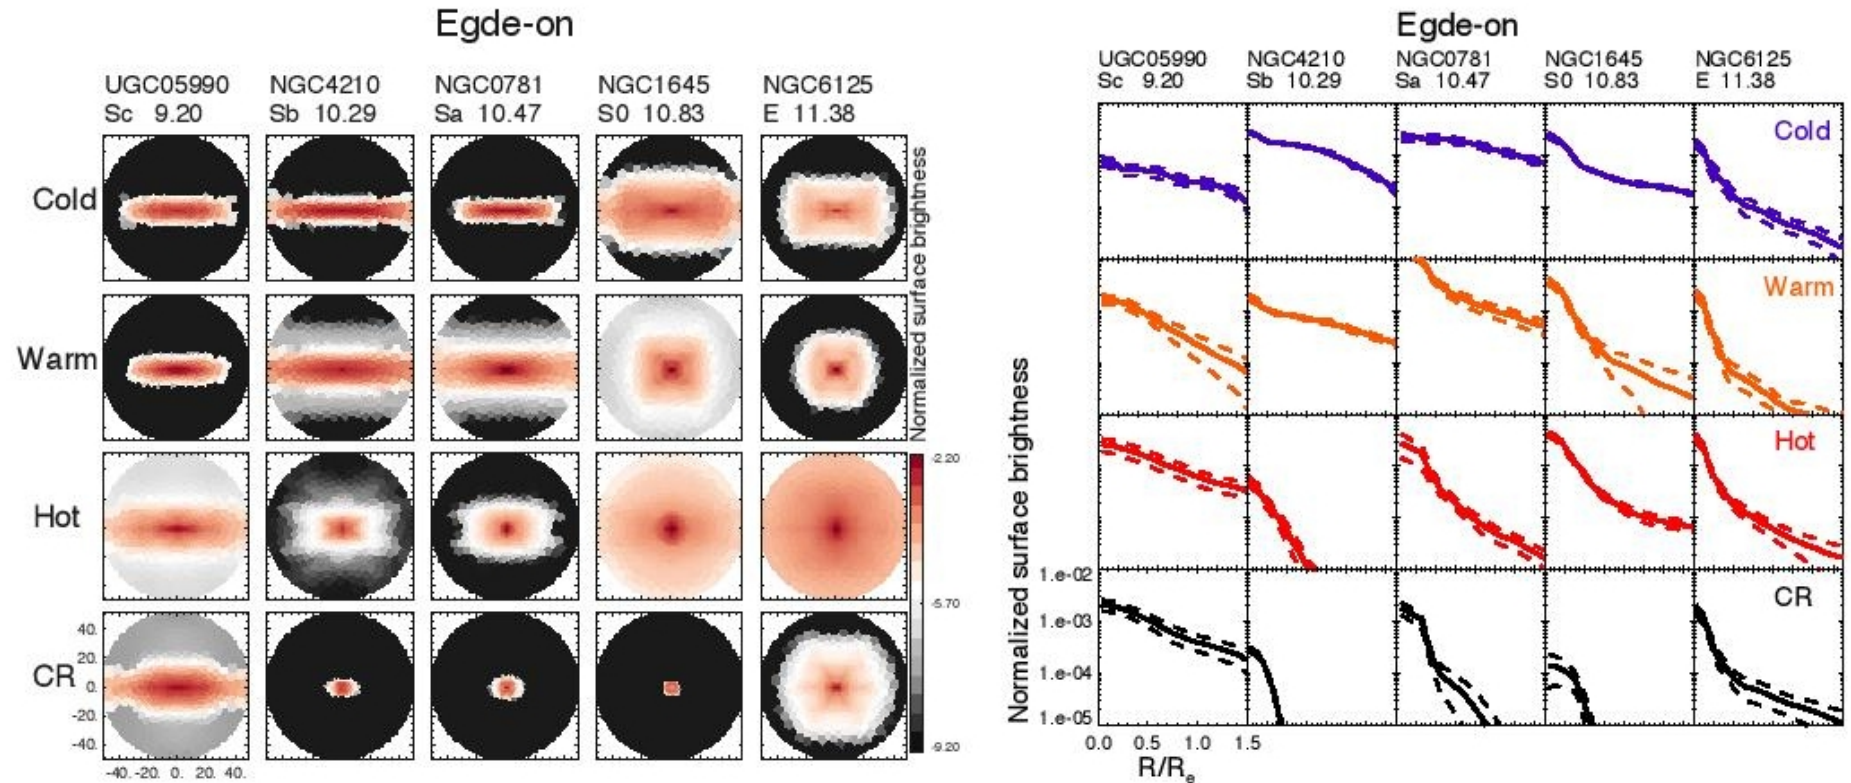 Egde-on
UGC05990 NGC4210 NGC0781 NGC1645 NGC6125
Sc 9.20 Sb 10.29 Sa 10.47 S0 10.83 E 11.38
Cold
Warm
Hot
CR
40.
20.
0.
-20.
-40.
-40. -20. 0. 20. 40.
Normalized surface brightness
-2.20
-5.70
-9.20
Egde-on
UGC05990 NGC4210 NGC0781 NGC1645 NGC6125
Sc 9.20 Sb 10.29 Sa 10.47 S0 10.83 E 11.38
Cold
Warm
Hot
CR
Normalized surface brightness
1.e-02
1.e-03
1.e-04
1.e-05
0.0 0.5 1.0 1.5
R/Re